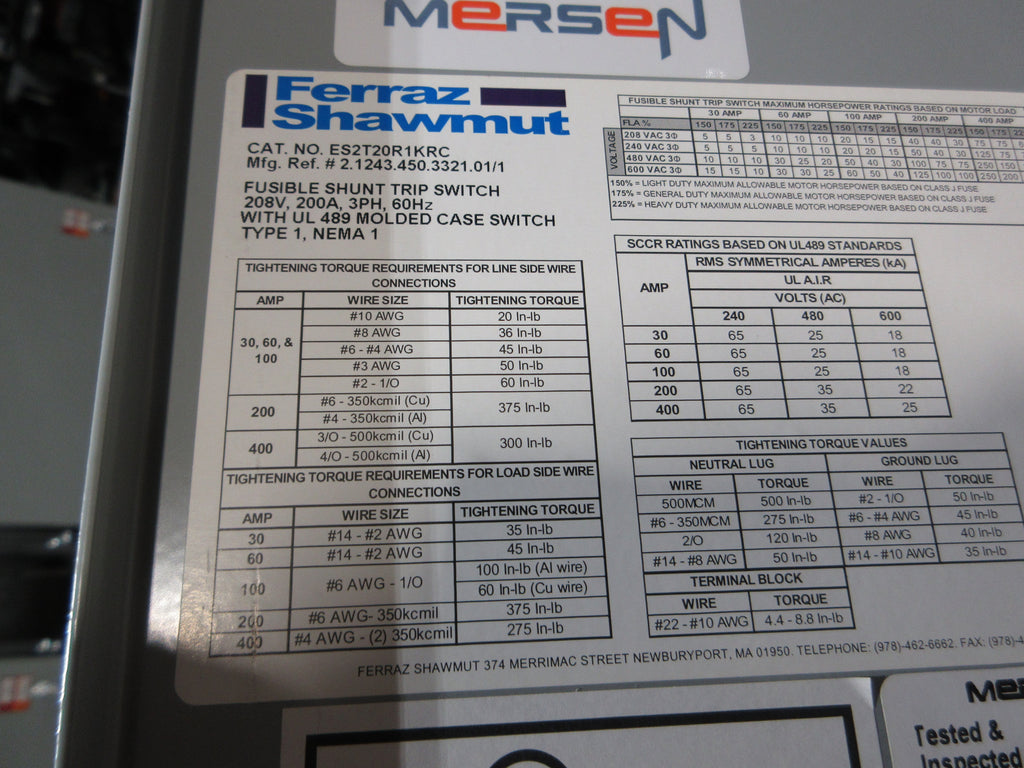 MERSEN
Ferraz
Shawmut
CAT. NO. ES2T20R1KRC
Mfg. Ref. # 2.1243.450.3321.01/1
FUSIBLE SHUNT TRIP SWITCH
208V, 200A, 3PH, 60Hz
WITH UL 489 MOLDED CASE SWITCH
TYPE 1, NEMA 1
FUSIBLE SHUNT TRIP SWITCH MAXIMUM HORSEPOWER RATINGS BASED ON MOTOR LOAD
30 AMP 60 AMP 100 AMP 200 AMP 400 AMP
FLA % 150 175 225 150 175 225 150 175 225 150 175 225 150 175
VOLTAGE
208 VAC 3Φ 5 5 3 10 10 10 20 15 15 40 30 25 75
240 VAC 3Φ 5 5 5 10 10 10 20 20 15 50 40 30 125 75
480 VAC 3Φ 10 10 10 30 25 20 50 40 30 100 75 75
600 VAC 3Φ 15 15 10 30 30 25 60 50 40 125 100 100 250 200
150% = LIGHT DUTY MAXIMUM ALLOWABLE MOTOR HORSEPOWER BASED ON CLASS J FUSE
175% = GENERAL DUTY MAXIMUM ALLOWABLE MOTOR HORSEPOWER BASED ON CLASS J FUSE
225% = HEAVY DUTY MAXIMUM ALLOWABLE MOTOR HORSEPOWER BASED ON CLASS J FUSE
TIGHTENING TORQUE REQUIREMENTS FOR LINE SIDE WIRE
CONNECTIONS
AMP WIRE SIZE TIGHTENING TORQUE
30, 60, &
100
#10 AWG 20 In-lb
#8 AWG 36 In-lb
#6 - #4 AWG 45 In-lb
#3 AWG 50 In-lb
#2 - 1/O 60 In-lb
200 #6 - 350kcmil (Cu) 375 In-lb
#4 - 350kcmil (Al)
400 3/O - 500kcmil (Cu) 300 In-lb
4/O - 500kcmil (Al)
TIGHTENING TORQUE REQUIREMENTS FOR LOAD SIDE WIRE
CONNECTIONS
AMP WIRE SIZE TIGHTENING TORQUE
30 #14 - #2 AWG 35 In-lb
60 #14 - #2 AWG 45 In-lb
100 #6 AWG - 1/O 100 In-lb (Al wire)
60 In-lb (Cu wire)
200 #6 AWG- 350kcmil 375 In-lb
400 #4 AWG - (2) 350kcmil 275 In-lb
SCCR RATINGS BASED ON UL489 STANDARDS
AMP RMS SYMMETRICAL AMPERES (kA)
UL A.I.R
VOLTS (AC)
240 480 600
30 65 25 18
60 65 25 18
100 65 25 18
200 65 35 22
400 65 35 25
TIGHTENING TORQUE VALUES
NEUTRAL LUG GROUND LUG
WIRE TORQUE WIRE TORQUE
500MCM 500 In-lb #2 - 1/O 50 In-lb
#6 - 350MCM 275 In-lb #6 - #4 AWG 45 In-lb
2/O 120 In-lb #8 AWG 40 In-lb
#14 - #8 AWG 50 In-lb #14 - #10 AWG 35 In-lb
TERMINAL BLOCK
WIRE TORQUE
#22 - #10 AWG 4.4 - 8.8 In-lb
FERRAZ SHAWMUT 374 MERRIMAC STREET NEWBURYPORT, MA 01950. TELEPHONE: (978)-462-6662. FAX: (978)-4
Tested &
Inspected